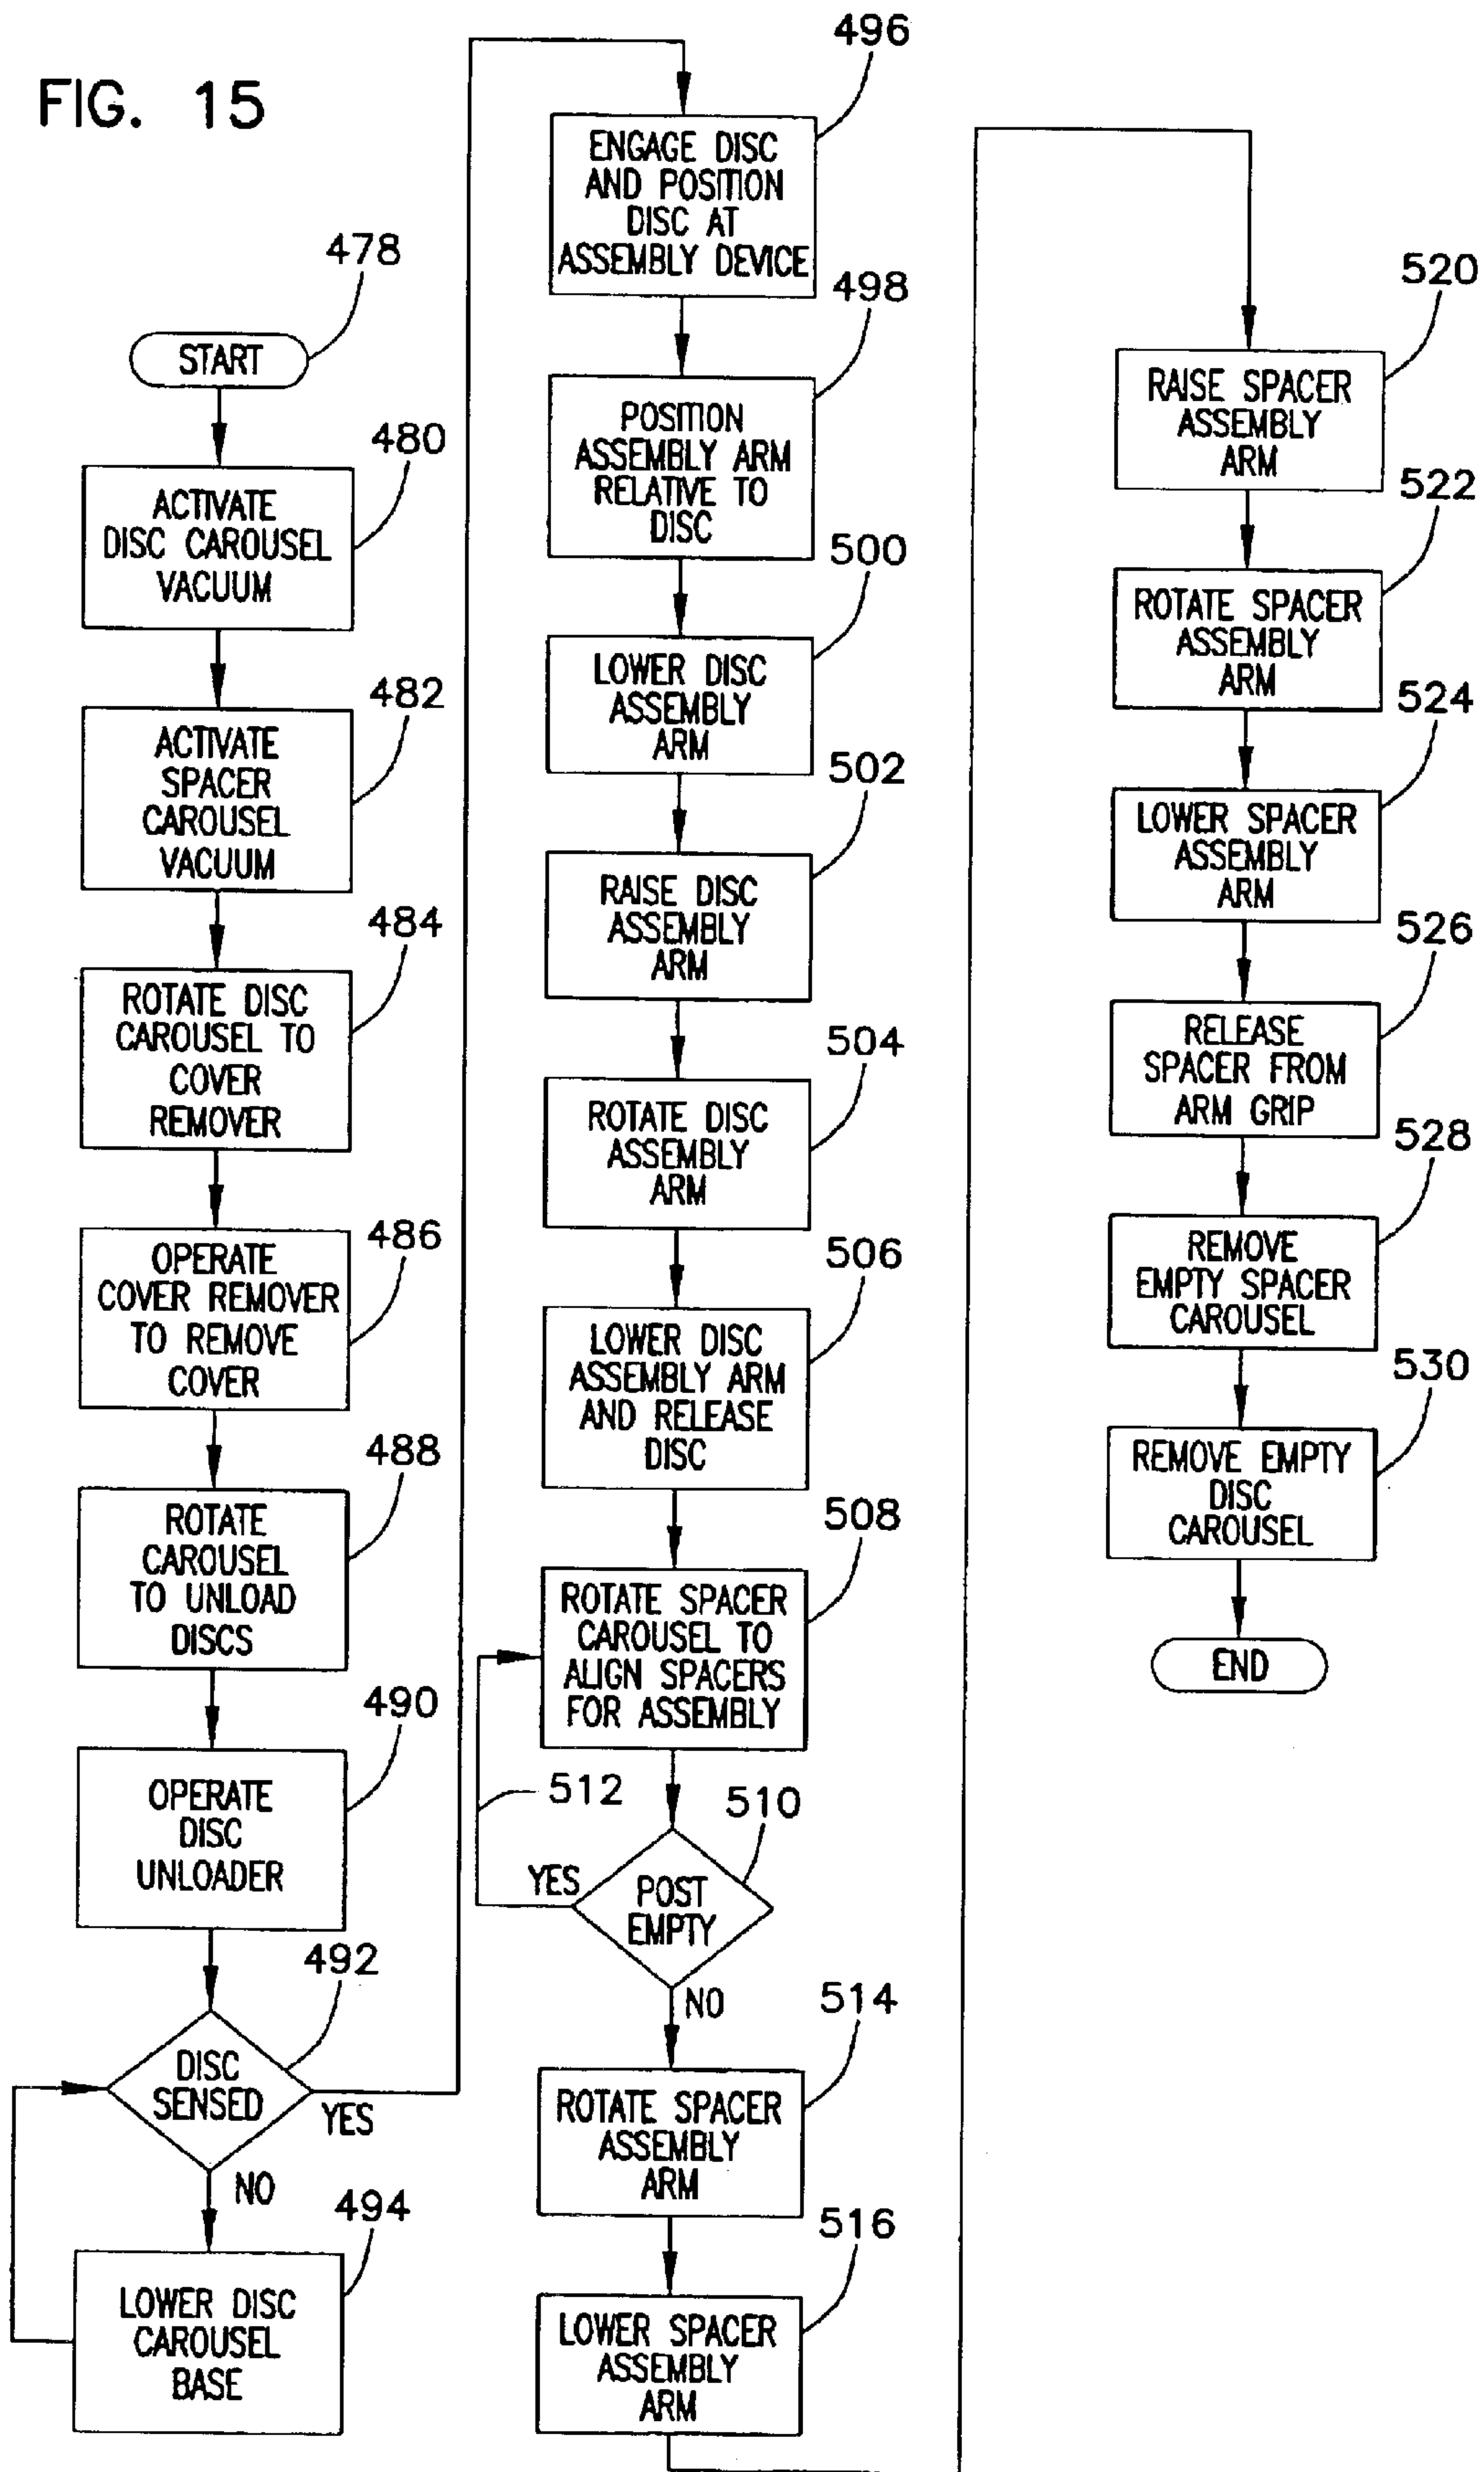 FIG. 15
478
START
480
ACTIVATE
DISC CAROUSEL
VACUUM
482
ACTIVATE
SPACER
CAROUSEL
VACUUM
484
ROTATE DISC
CAROUSEL TO
COVER
REMOVER
486
OPERATE
COVER REMOVER
TO REMOVE
COVER
488
ROTATE
CAROUSEL
TO UNLOAD
DISCS
490
OPERATE
DISC
UNLOADER
492
DISC
SENSED
YES
NO
494
LOWER DISC
CAROUSEL
BASE
496
ENGAGE DISC
AND POSITION
DISC AT
ASSEMBLY DEVICE
498
POSITION
ASSEMBLY ARM
RELATIVE TO
DISC
500
LOWER DISC
ASSEMBLY
ARM
502
RAISE DISC
ASSEMBLY
ARM
504
ROTATE DISC
ASSEMBLY
ARM
506
LOWER DISC
ASSEMBLY ARM
AND RELEASE
DISC
508
ROTATE SPACER
CAROUSEL TO
ALIGN SPACERS
FOR ASSEMBLY
512
510
YES
POST
EMPTY
NO
514
ROTATE SPACER
ASSEMBLY
ARM
516
LOWER SPACER
ASSEMBLY
ARM
520
RAISE SPACER
ASSEMBLY
ARM
522
ROTATE SPACER
ASSEMBLY
ARM
524
LOWER SPACER
ASSEMBLY
ARM
526
RELEASE
SPACER FROM
ARM GRIP
528
REMOVE
EMPTY SPACER
CAROUSEL
530
REMOVE EMPTY
DISC
CAROUSEL
END